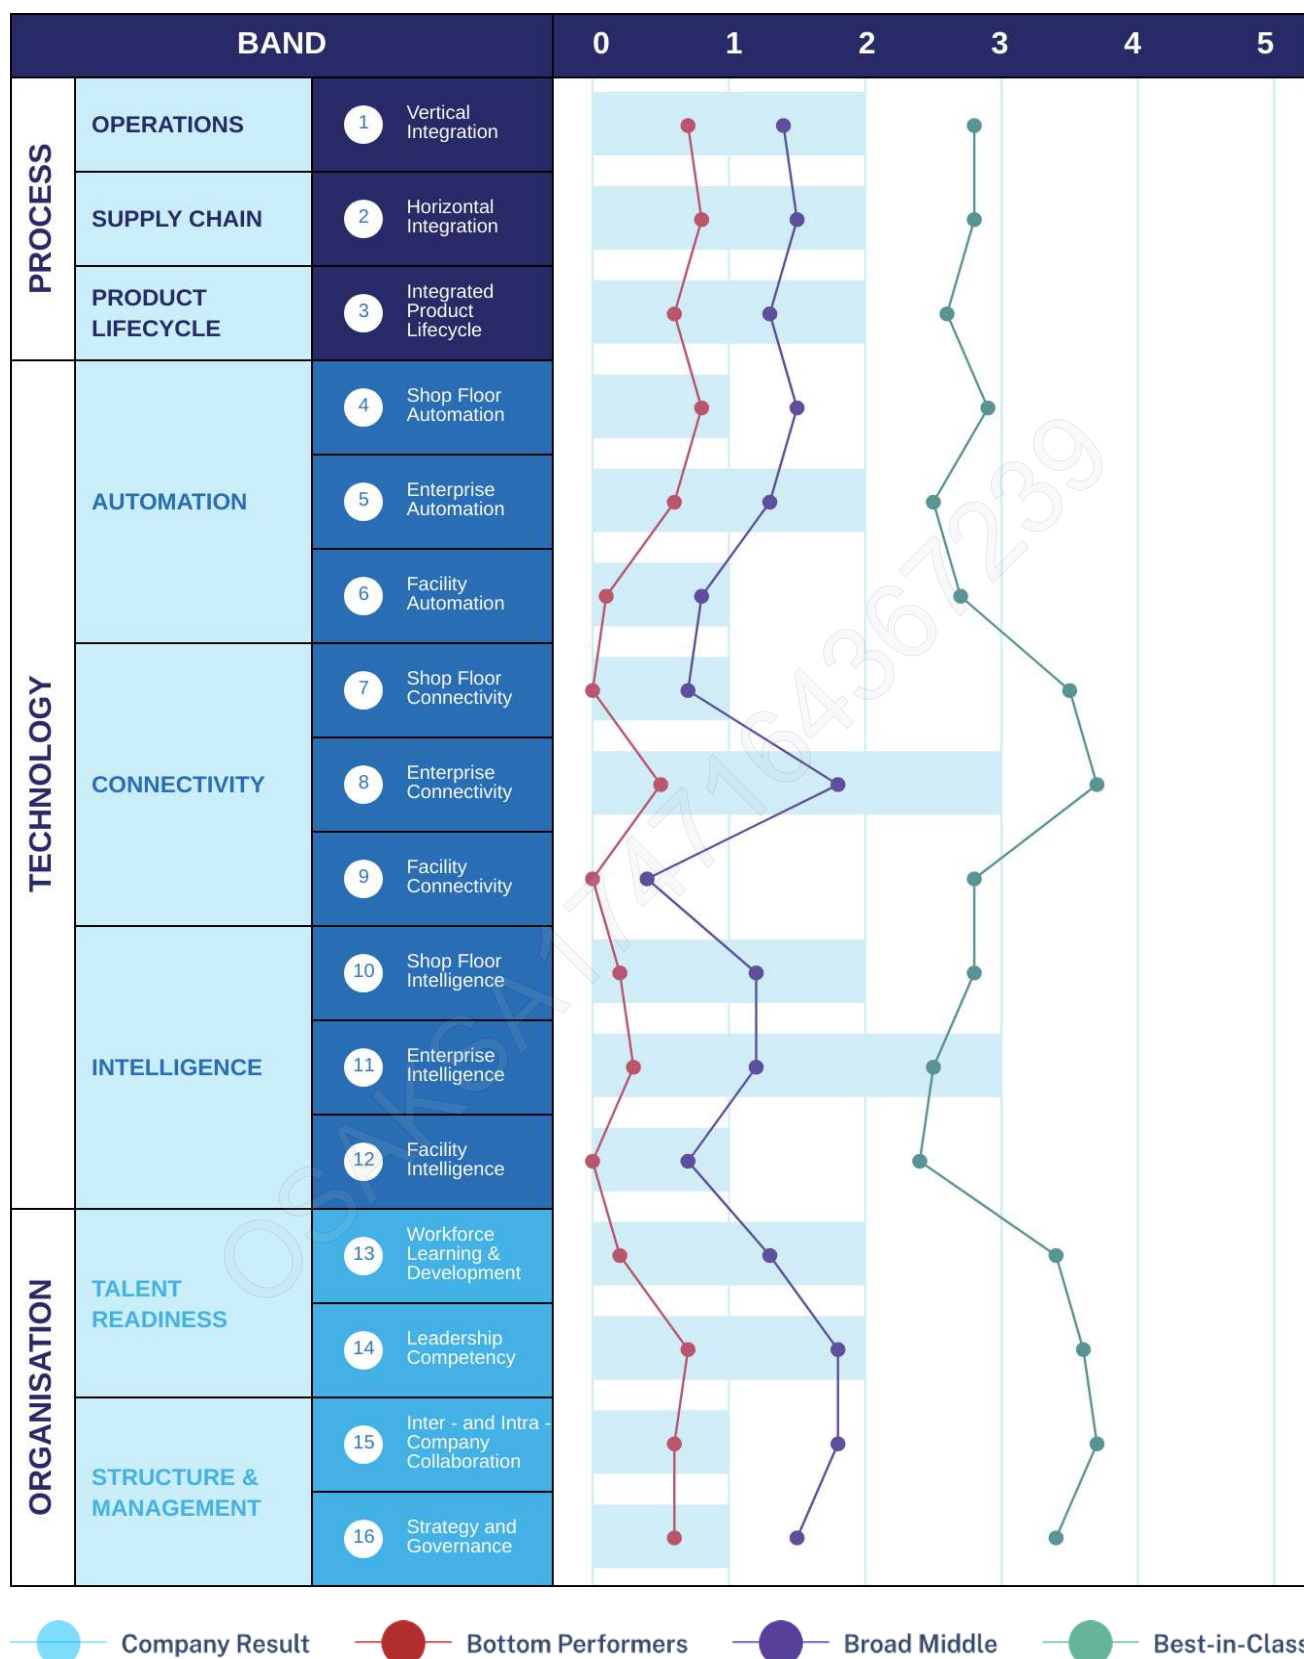 BAND 0 1 2 3 4 5
PROCESS
OPERATIONS
1
Vertical
Integration
SUPPLY CHAIN
2
Horizontal
Integration
PRODUCT
LIFECYCLE
3
Integrated
Product
Lifecycle
TECHNOLOGY
AUTOMATION
4
Shop Floor
Automation
5
Enterprise
Automation
6
Facility
Automation
CONNECTIVITY
7
Shop Floor
Connectivity
8
Enterprise
Connectivity
9
Facility
Connectivity
INTELLIGENCE
10
Shop Floor
Intelligence
11
Enterprise
Intelligence
12
Facility
Intelligence
ORGANISATION
TALENT
READINESS
13
Workforce
Learning &
Development
14
Leadership
Competency
STRUCTURE &
MANAGEMENT
15
Inter - and Intra -
Company
Collaboration
16
Strategy and
Governance
OSAKSA1747164367239
Company Result
Bottom Performers
Broad Middle
Best-in-Class